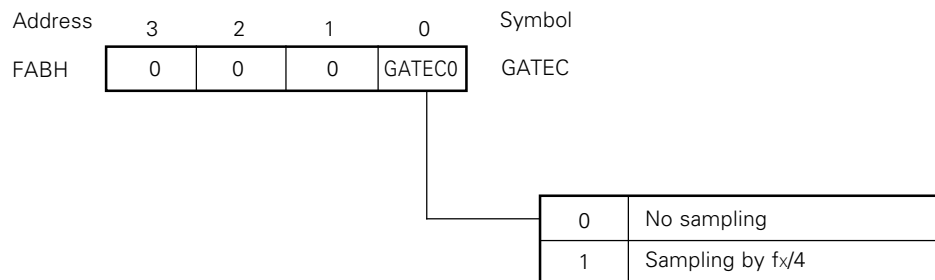 Address 3 2 1 0 Symbol
FABH 0 0 0 GATEC0 GATEC
0 No sampling
1 Sampling by fx/4